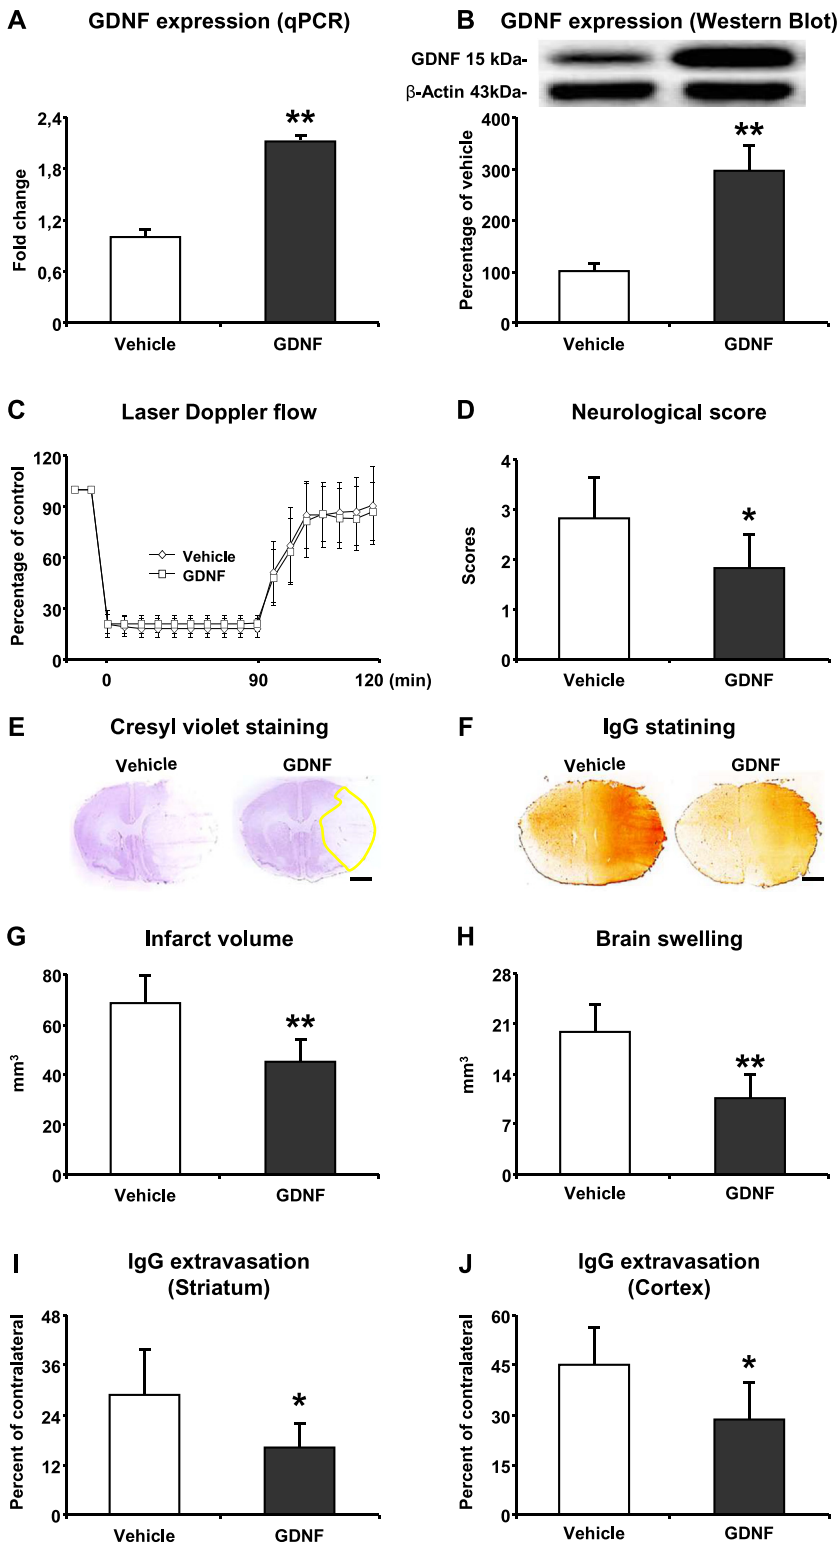 A
GDNF expression (qPCR)
Fold change
2,4
1,8
1,2
0,6
0
**
Vehicle
GDNF
B
GDNF expression (Western Blot)
GDNF 15 kDa-
β-Actin 43kDa-
Percentage of vehicle
400
300
200
100
0
**
Vehicle
GDNF
C
Laser Doppler flow
Percentage of control
120
90
60
30
0
Vehicle
GDNF
0
90
120 (min)
D
Neurological score
Scores
4
3
2
1
0
*
Vehicle
GDNF
E
Cresyl violet staining
Vehicle
GDNF
F
IgG statining
Vehicle
GDNF
G
Infarct volume
mm³
80
60
40
20
0
**
Vehicle
GDNF
H
Brain swelling
mm³
28
21
14
7
0
**
Vehicle
GDNF
I
IgG extravasation
(Striatum)
Percent of contralateral
48
36
24
12
0
*
Vehicle
GDNF
J
IgG extravasation
(Cortex)
Percent of contralateral
60
45
30
15
0
*
Vehicle
GDNF